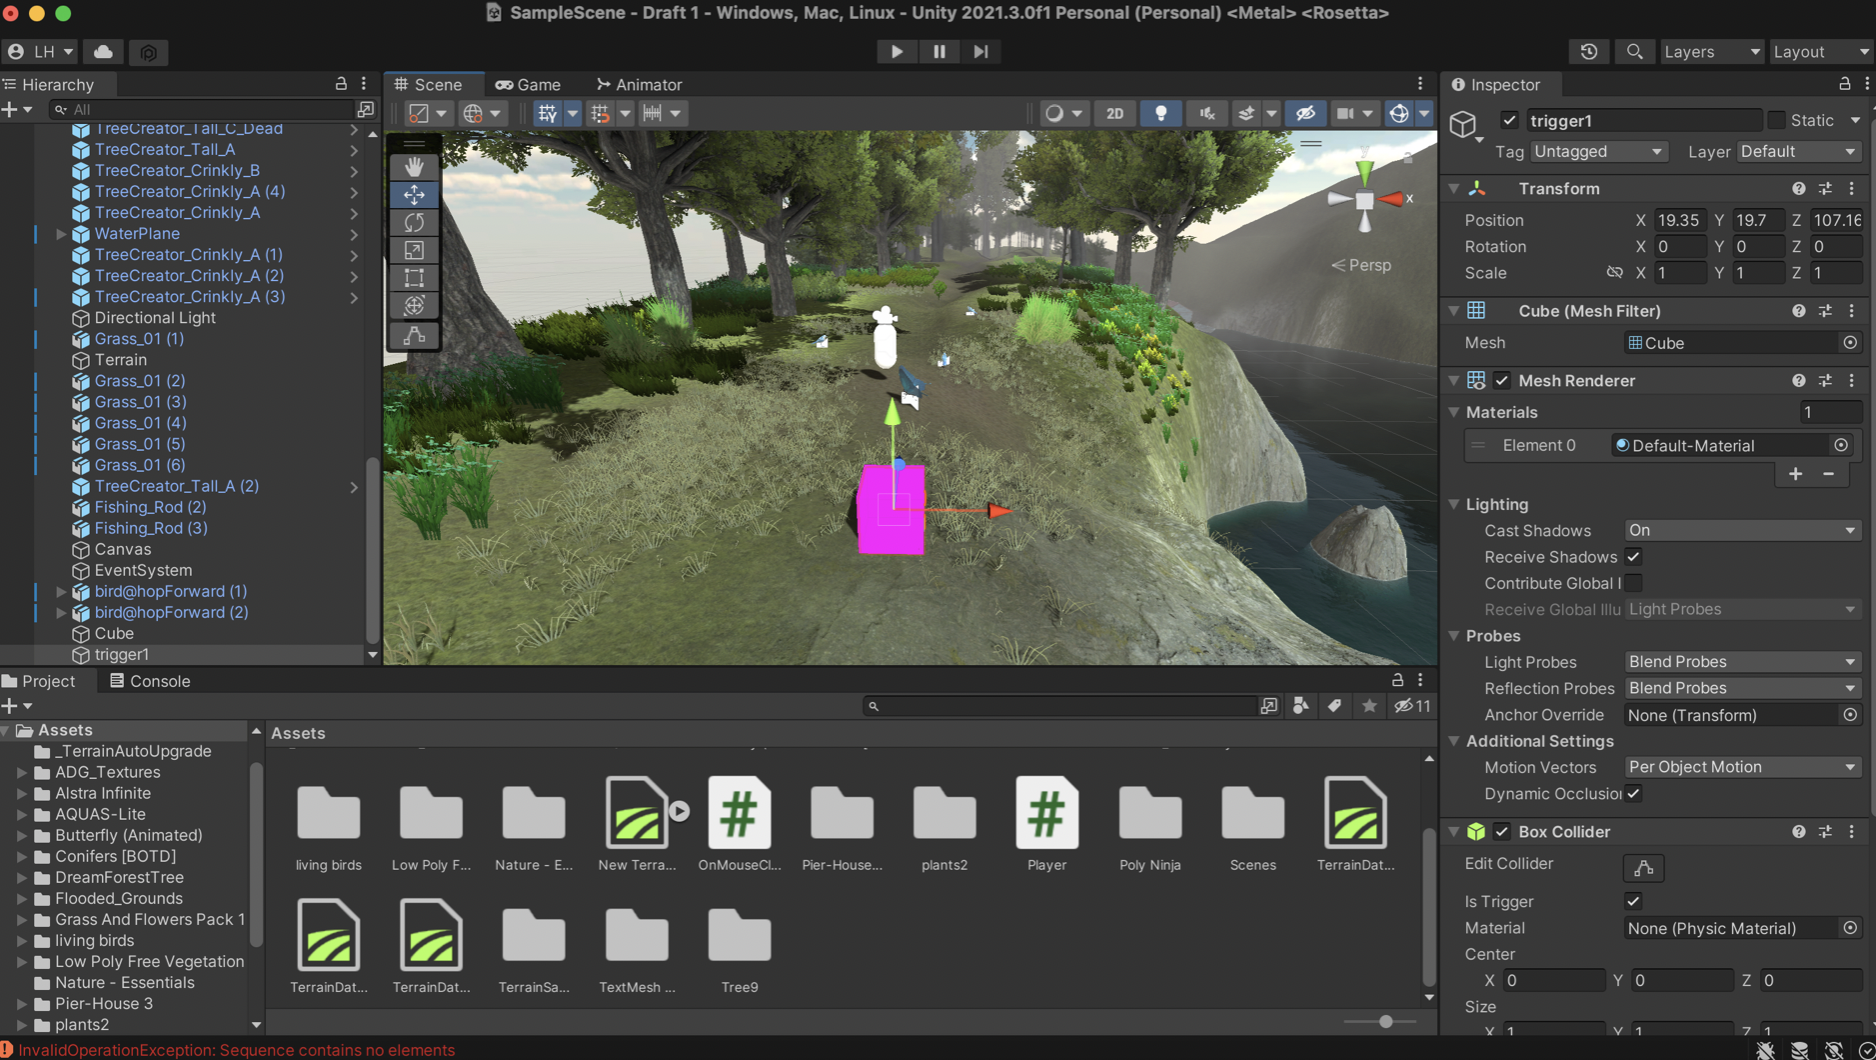 SampleScene - Draft 1 - Windows, Mac, Linux - Unity 2021.3.0f1 Personal (Personal) <Metal> <Rosetta>
LH
Layers
Layout
Hierarchy
All
TreeCreator_Tall_C_Dead
TreeCreator_Tall_A
TreeCreator_Crinkly_B
TreeCreator_Crinkly_A (4)
TreeCreator_Crinkly_A
WaterPlane
TreeCreator_Crinkly_A (1)
TreeCreator_Crinkly_A (2)
TreeCreator_Crinkly_A (3)
Directional Light
Grass_01 (1)
Terrain
Grass_01 (2)
Grass_01 (3)
Grass_01 (4)
Grass_01 (5)
Grass_01 (6)
TreeCreator_Tall_A (2)
Fishing_Rod (2)
Fishing_Rod (3)
Canvas
EventSystem
bird@hopForward (1)
bird@hopForward (2)
Cube
trigger1
Scene
Game
Animator
2D
y
x
Persp
Inspector
trigger1
Static
Tag Untagged
Layer Default
Transform
Position X 19.35 Y 19.7 Z 107.16
Rotation X 0 Y 0 Z 0
Scale X 1 Y 1 Z 1
Cube (Mesh Filter)
Mesh Cube
Mesh Renderer
Materials 1
Element 0 Default-Material
Lighting
Cast Shadows On
Receive Shadows
Contribute Global I
Receive Global Illu Light Probes
Probes
Light Probes Blend Probes
Reflection Probes Blend Probes
Anchor Override None (Transform)
Additional Settings
Motion Vectors Per Object Motion
Dynamic Occlusion
Box Collider
Edit Collider
Is Trigger
Material None (Physic Material)
Center
X 0 Y 0 Z 0
Size
X 1 Y 1 Z 1
Project
Console
11
Assets
_TerrainAutoUpgrade
ADG_Textures
Alstra Infinite
AQUAS-Lite
Butterfly (Animated)
Conifers [BOTD]
DreamForestTree
Flooded_Grounds
Grass And Flowers Pack 1
living birds
Low Poly Free Vegetation
Nature - Essentials
Pier-House 3
plants2
Assets
living birds
Low Poly F...
Nature - E...
New Terra...
OnMouseCl...
Pier-House...
plants2
Player
Poly Ninja
Scenes
TerrainDat...
TerrainDat...
TerrainDat...
TerrainSa...
TextMesh ...
Tree9
InvalidOperationException: Sequence contains no elements